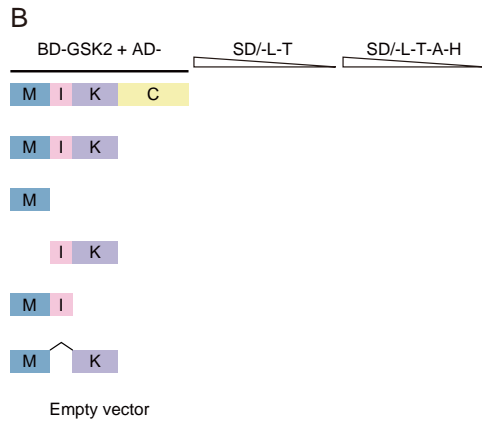 B
BD-GSK2 + AD- SD/-L-T SD/-L-T-A-H
M I K C
M I K
M
I K
M I
M K
Empty vector